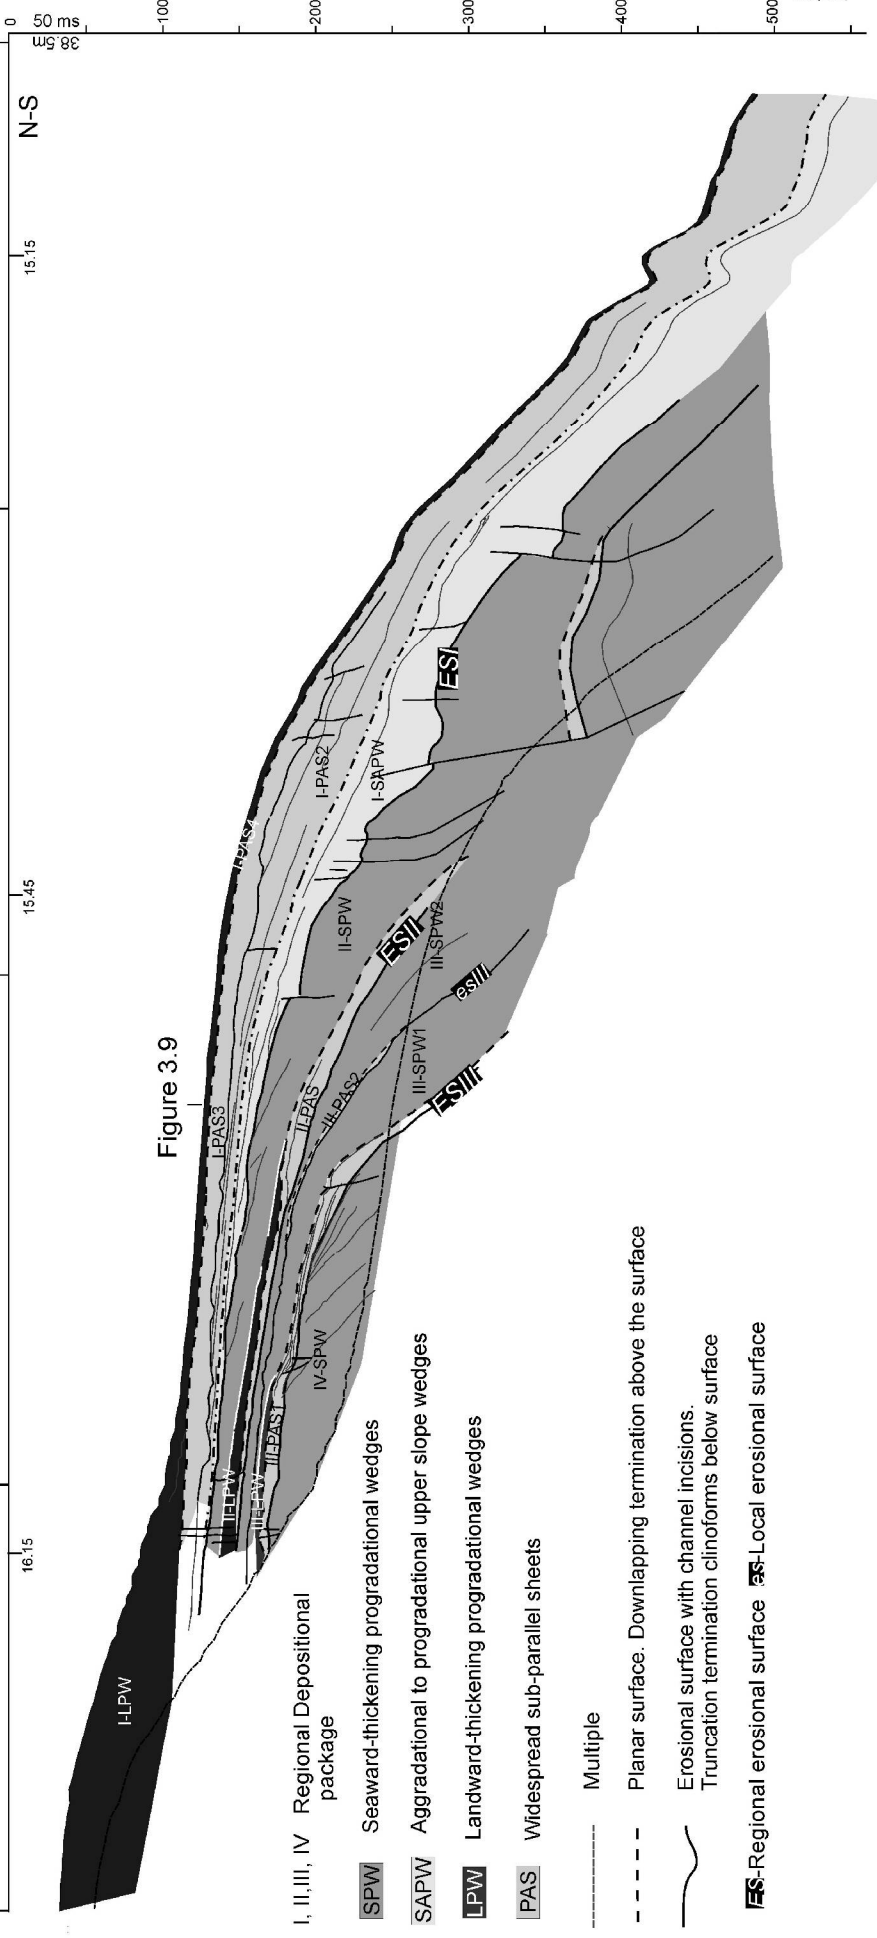 0
50 ms
38.5m
100
200
300
400
500
N-S
15.15
15.45
16.15
Figure 3.9
I-LPW
I-PAS3
I-PAS4
I-PAS2
I-SAPW
ESI
II-SPW
ESII
III-SPW2
esIII
III-SPW1
ESIII
II-PAS
III-PAS2
II-LPW
III-LPW
III-PAS1
IV-SPW
I, II,III, IV Regional Depositional
package
SPW Seaward-thickening progradational wedges
SAPW Aggradational to progradational upper slope wedges
LPW Landward-thickening progradational wedges
PAS Widespread sub-parallel sheets
Multiple
Planar surface. Downlapping termination above the surface
Erosional surface with channel incisions.
Truncation termination clinoforms below surface
ES-Regional erosional surface es-Local erosional surface